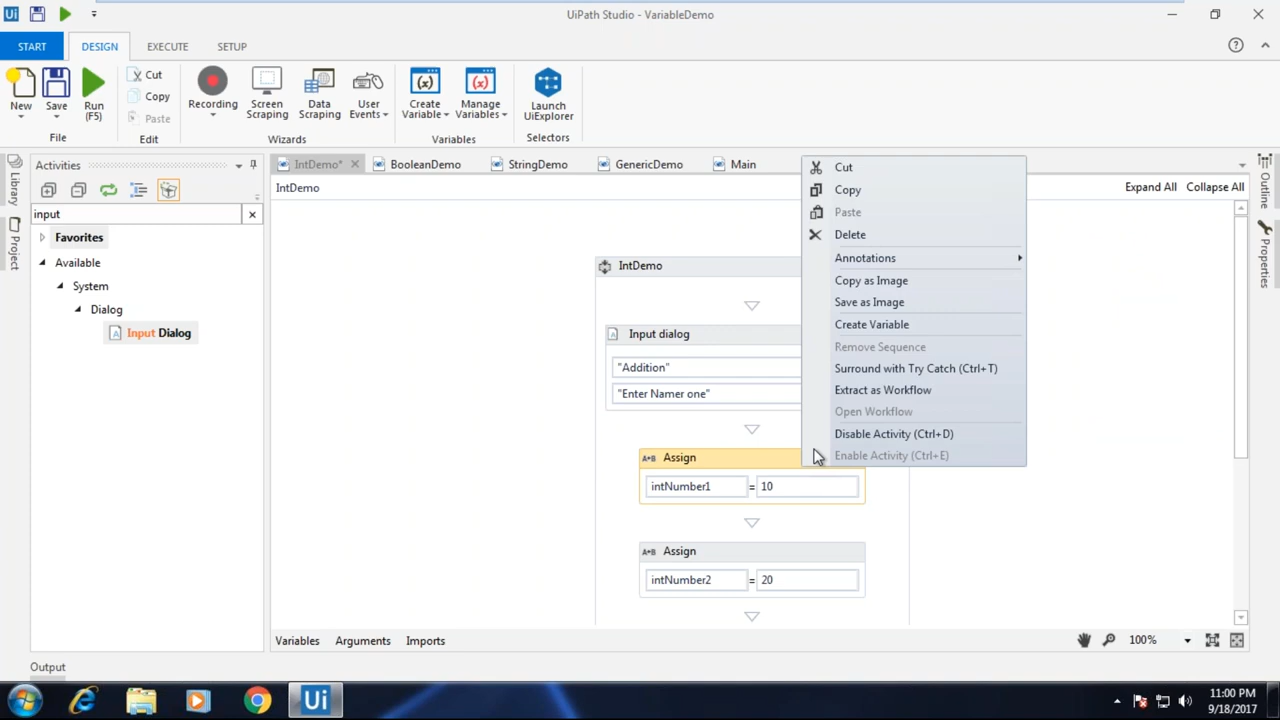 Ui
UiPath Studio - VariableDemo
START
DESIGN
EXECUTE
SETUP
New
Save
Run
(F5)
File
Cut
Copy
Paste
Edit
Recording
Screen
Scraping
Data
Scraping
User
Events
Wizards
Create
Variable
Manage
Variables
Variables
Launch
UiExplorer
Selectors
Library
Project
Activities
input
Favorites
Available
System
Dialog
Input Dialog
IntDemo*
BooleanDemo
StringDemo
GenericDemo
Main
IntDemo
Expand All
Collapse All
IntDemo
Input dialog
"Addition"
"Enter Namer one"
A+B Assign
intNumber1 = 10
A+B Assign
intNumber2 = 20
Cut
Copy
Paste
Delete
Annotations
Copy as Image
Save as Image
Create Variable
Remove Sequence
Surround with Try Catch (Ctrl+T)
Extract as Workflow
Open Workflow
Disable Activity (Ctrl+D)
Enable Activity (Ctrl+E)
Outline
Properties
Variables
Arguments
Imports
100%
Output
Ui
11:00 PM
9/18/2017